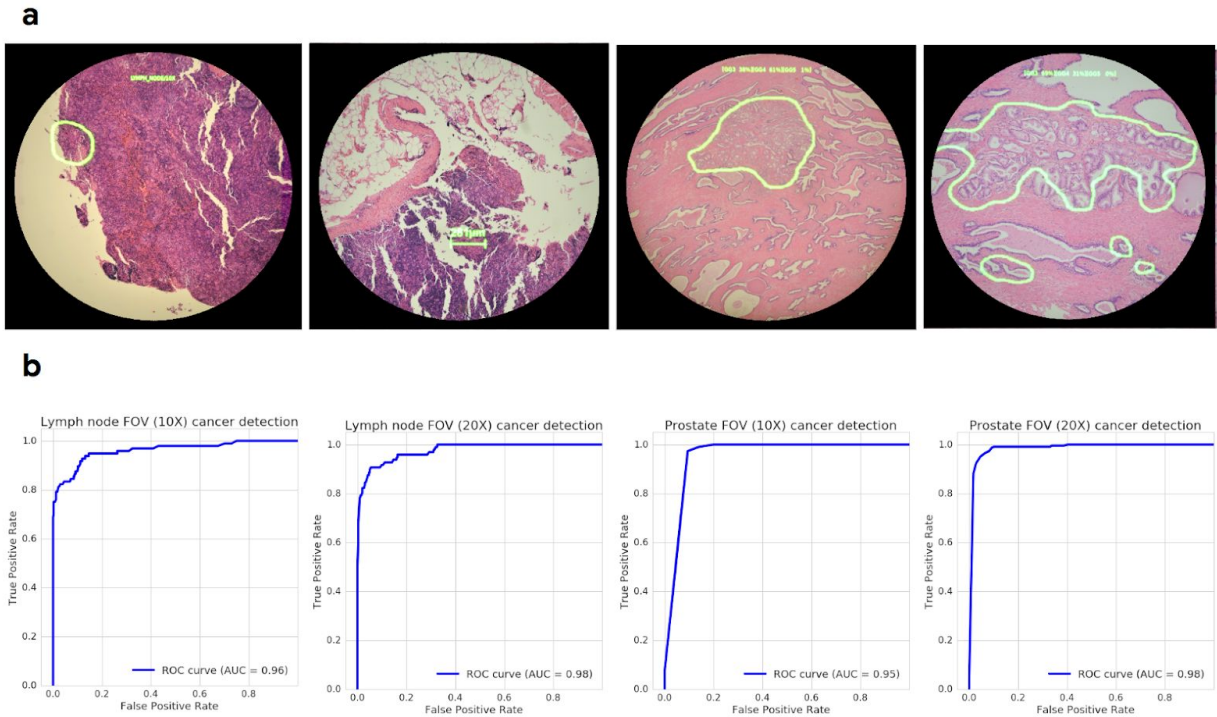 a
LYMPH_NODE/10X
261µm
b
Lymph node FOV (10X) cancer detection
1.0
0.8
0.6
0.4
0.2
0.0
0.0 0.2 0.4 0.6 0.8
True Positive Rate
False Positive Rate
ROC curve (AUC = 0.96)
Lymph node FOV (20X) cancer detection
1.0
0.8
0.6
0.4
0.2
0.0
0.0 0.2 0.4 0.6 0.8
True Positive Rate
False Positive Rate
ROC curve (AUC = 0.98)
Prostate FOV (10X) cancer detection
1.0
0.8
0.6
0.4
0.2
0.0
0.0 0.2 0.4 0.6 0.8
True Positive Rate
False Positive Rate
ROC curve (AUC = 0.95)
Prostate FOV (20X) cancer detection
1.0
0.8
0.6
0.4
0.2
0.0
0.0 0.2 0.4 0.6 0.8
True Positive Rate
False Positive Rate
ROC curve (AUC = 0.98)